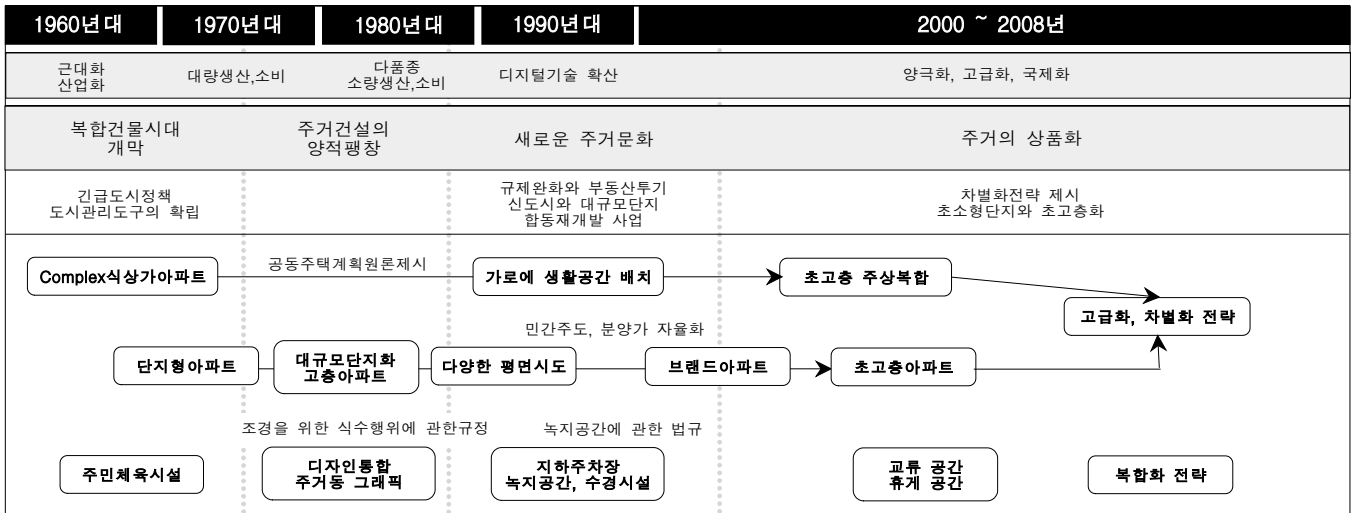 1960년대 1970년대 1980년대 1990년대 2000 ~ 2008년
근대화
산업화
대량생산,소비
다품종
소량생산,소비
디지털기술 확산
양극화, 고급화, 국제화
복합건물시대
개막
주거건설의
양적팽창
새로운 주거문화
주거의 상품화
긴급도시정책
도시관리도구의 확립
규제완화와 부동산투기
신도시와 대규모단지
합동재개발 사업
차별화전략 제시
초소형단지와 초고층화
Complex식상가아파트
공동주택계획원론제시
가로에 생활공간 배치
초고층 주상복합
고급화, 차별화 전략
민간주도, 분양가 자율화
단지형아파트
대규모단지화
고층아파트
다양한 평면시도
브랜드아파트
초고층아파트
조경을 위한 식수행위에 관한규정
녹지공간에 관한 법규
주민체육시설
디자인통합
주거동 그래픽
지하주차장
녹지공간, 수경시설
교류 공간
휴게 공간
복합화 전략